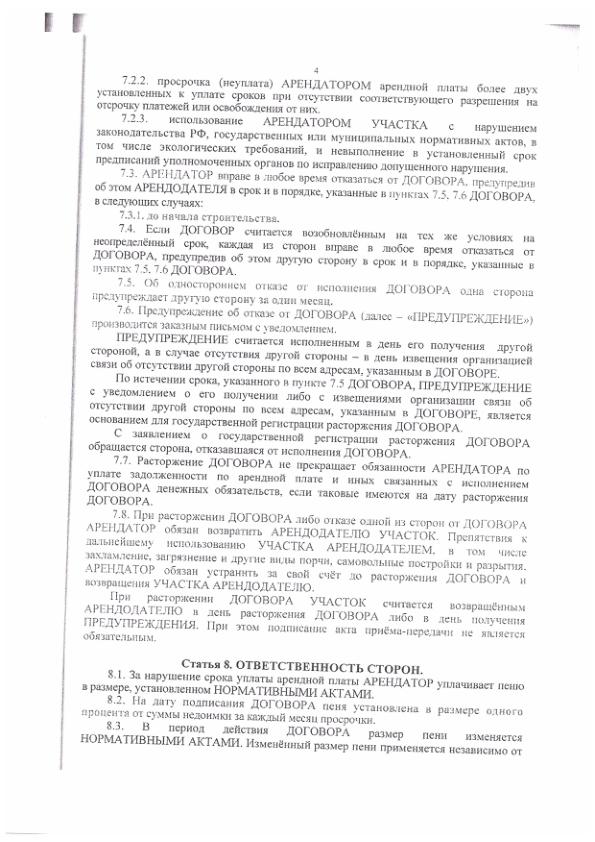 4
7.2.2. просрочка (неуплата) АРЕНДАТОРОМ арендной платы более двух
установленных к уплате сроков при отсутствии соответствующего разрешения на
отсрочку платежей или освобождения от них.
7.2.3. использование АРЕНДАТОРОМ УЧАСТКА с нарушением
законодательства РФ, государственных или муниципальных нормативных актов, в
том числе экологических требований, и невыполнение в установленный срок
предписаний уполномоченных органов по исправлению допущенного нарушения.
7.3. АРЕНДАТОР вправе в любое время отказаться от ДОГОВОРА, предупредив
об этом АРЕНДОДАТЕЛЯ в срок и в порядке, указанные в пунктах 7.5, 7.6 ДОГОВОРА,
в следующих случаях:
7.3.1. до начала строительства.
7.4. Если ДОГОВОР считается возобновлённым на тех же условиях на
неопределённый срок, каждая из сторон вправе в любое время отказаться от
ДОГОВОРА, предупредив об этом другую сторону в срок и в порядке, указанные в
пунктах 7.5, 7.6 ДОГОВОРА.
7.5. Об одностороннем отказе от исполнения ДОГОВОРА одна сторона
предупреждает другую сторону за один месяц.
7.6. Предупреждение об отказе от ДОГОВОРА (далее – «ПРЕДУПРЕЖДЕНИЕ»)
производится заказным письмом с уведомлением.
ПРЕДУПРЕЖДЕНИЕ считается исполненным в день его получения другой
стороной, а в случае отсутствия другой стороны – в день извещения организацией
связи об отсутствии другой стороны по всем адресам, указанным в ДОГОВОРЕ.
По истечении срока, указанного в пункте 7.5 ДОГОВОРА, ПРЕДУПРЕЖДЕНИЕ
с уведомлением о его получении либо с извещениями организации связи об
отсутствии другой стороны по всем адресам, указанным в ДОГОВОРЕ, является
основанием для государственной регистрации расторжения ДОГОВОРА.
С заявлением о государственной регистрации расторжения ДОГОВОРА
обращается сторона, отказавшаяся от исполнения ДОГОВОРА.
7.7. Расторжение ДОГОВОРА не прекращает обязанности АРЕНДАТОРА по
уплате задолженности по арендной плате и иных связанных с исполнением
ДОГОВОРА денежных обязательств, если таковые имеются на дату расторжения
ДОГОВОРА.
7.8. При расторжении ДОГОВОРА либо отказе одной из сторон от ДОГОВОРА
АРЕНДАТОР обязан возвратить АРЕНДОДАТЕЛЮ УЧАСТОК. Препятствия к
дальнейшему использованию УЧАСТКА АРЕНДОДАТЕЛЕМ, в том числе
захламление, загрязнение и другие виды порчи, самовольные постройки и разрытия,
АРЕНДАТОР обязан устранить за свой счёт до расторжения ДОГОВОРА и
возвращения УЧАСТКА АРЕНДОДАТЕЛЮ.
При расторжении ДОГОВОРА УЧАСТОК считается возвращённым
АРЕНДОДАТЕЛЮ в день расторжения ДОГОВОРА либо в день получения
ПРЕДУПРЕЖДЕНИЯ. При этом подписание акта приёма-передачи не является
обязательным.
Статья 8. ОТВЕТСТВЕННОСТЬ СТОРОН.
8.1. За нарушение срока уплаты арендной платы АРЕНДАТОР уплачивает пеню
в размере, установленном НОРМАТИВНЫМИ АКТАМИ.
8.2. На дату подписания ДОГОВОРА пеня установлена в размере одного
процента от суммы недоимки за каждый месяц просрочки.
8.3. В период действия ДОГОВОРА размер пени изменяется
НОРМАТИВНЫМИ АКТАМИ. Изменённый размер пени применяется независимо от